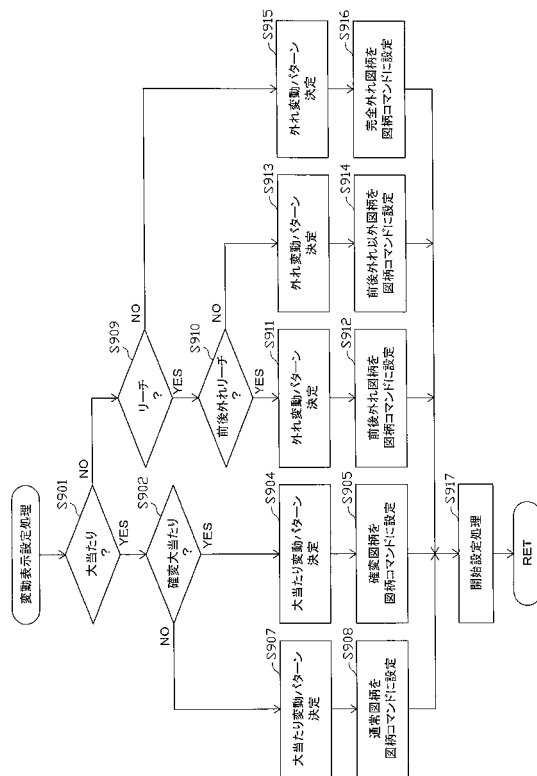 変動表示設定処理
S901
大当たり
?
NO
YES
S902
確変大当たり
?
NO
YES
S907
大当たり変動パターン
決定
S908
通常図柄を
図柄コマンドに設定
S904
大当たり変動パターン
決定
S905
確変図柄を
図柄コマンドに設定
S909
リーチ
?
NO
YES
S910
前後外れリーチ
?
NO
YES
S911
外れ変動パターン
決定
S912
前後外れ図柄を
図柄コマンドに設定
S913
外れ変動パターン
決定
S914
前後外れ以外図柄を
図柄コマンドに設定
S915
外れ変動パターン
決定
S916
完全外れ図柄を
図柄コマンドに設定
S917
開始設定処理
RET